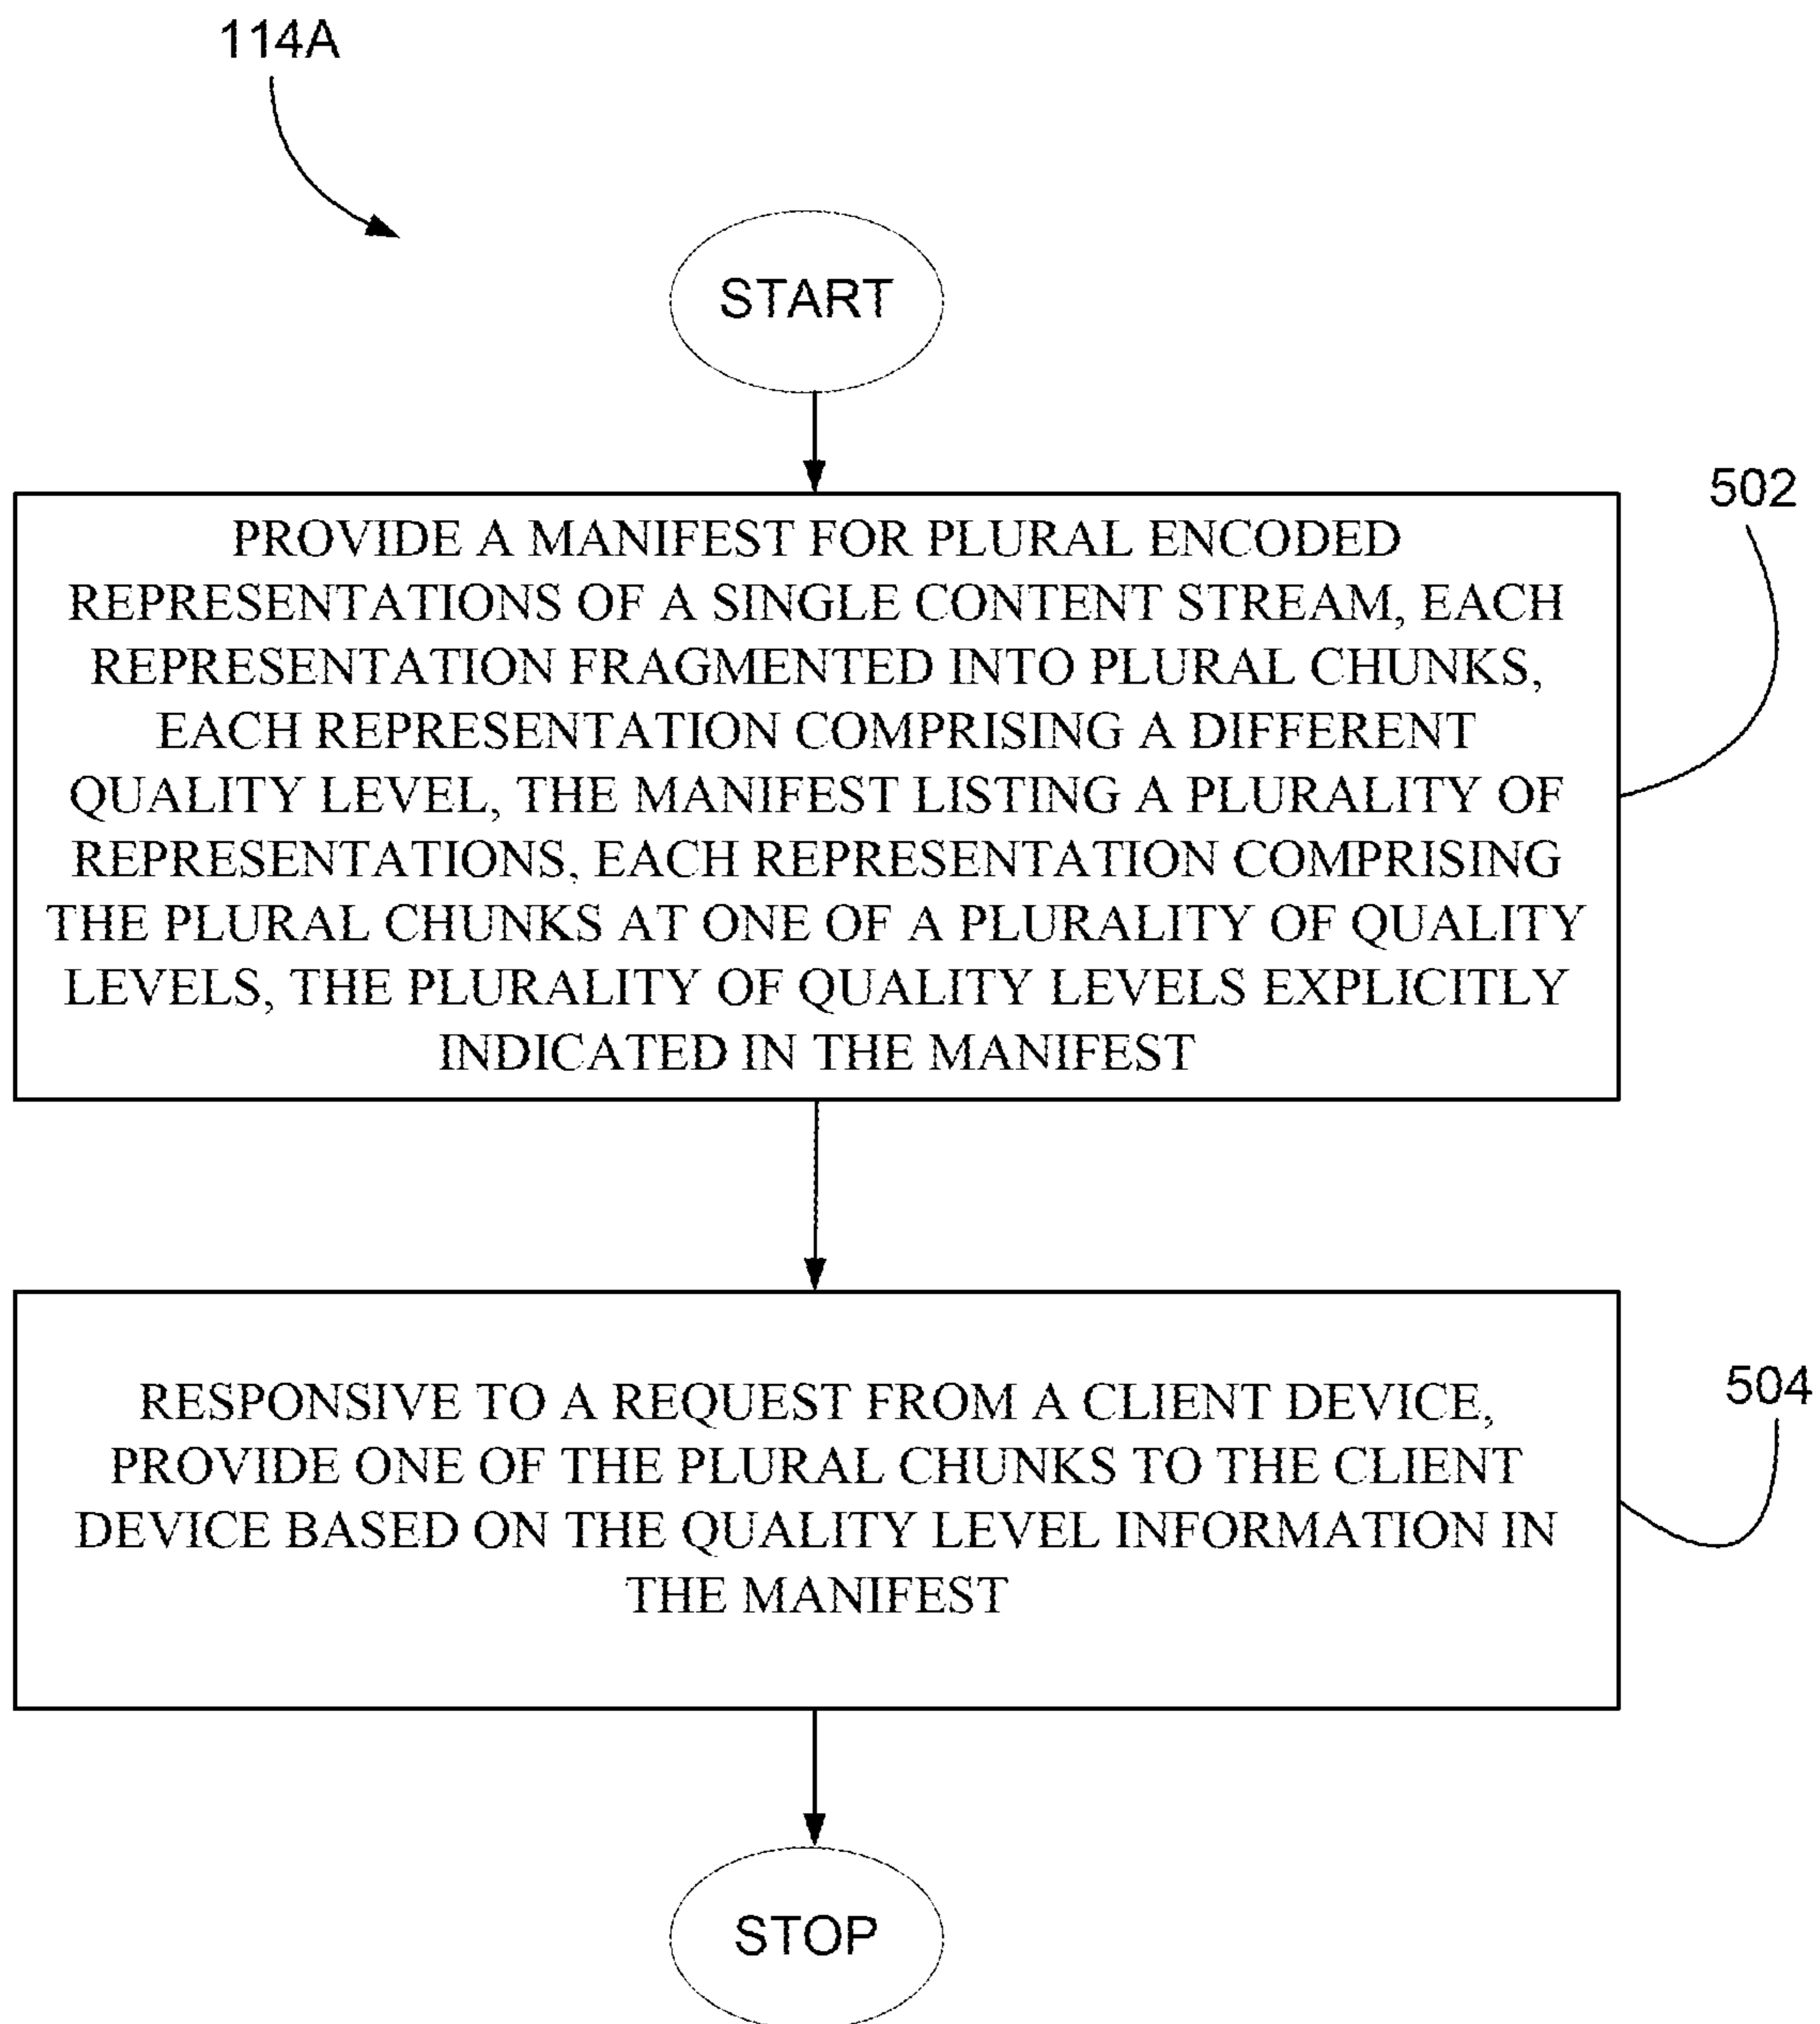 114A
START
502
PROVIDE A MANIFEST FOR PLURAL ENCODED
REPRESENTATIONS OF A SINGLE CONTENT STREAM, EACH
REPRESENTATION FRAGMENTED INTO PLURAL CHUNKS,
EACH REPRESENTATION COMPRISING A DIFFERENT
QUALITY LEVEL, THE MANIFEST LISTING A PLURALITY OF
REPRESENTATIONS, EACH REPRESENTATION COMPRISING
THE PLURAL CHUNKS AT ONE OF A PLURALITY OF QUALITY
LEVELS, THE PLURALITY OF QUALITY LEVELS EXPLICITLY
INDICATED IN THE MANIFEST
504
RESPONSIVE TO A REQUEST FROM A CLIENT DEVICE,
PROVIDE ONE OF THE PLURAL CHUNKS TO THE CLIENT
DEVICE BASED ON THE QUALITY LEVEL INFORMATION IN
THE MANIFEST
STOP